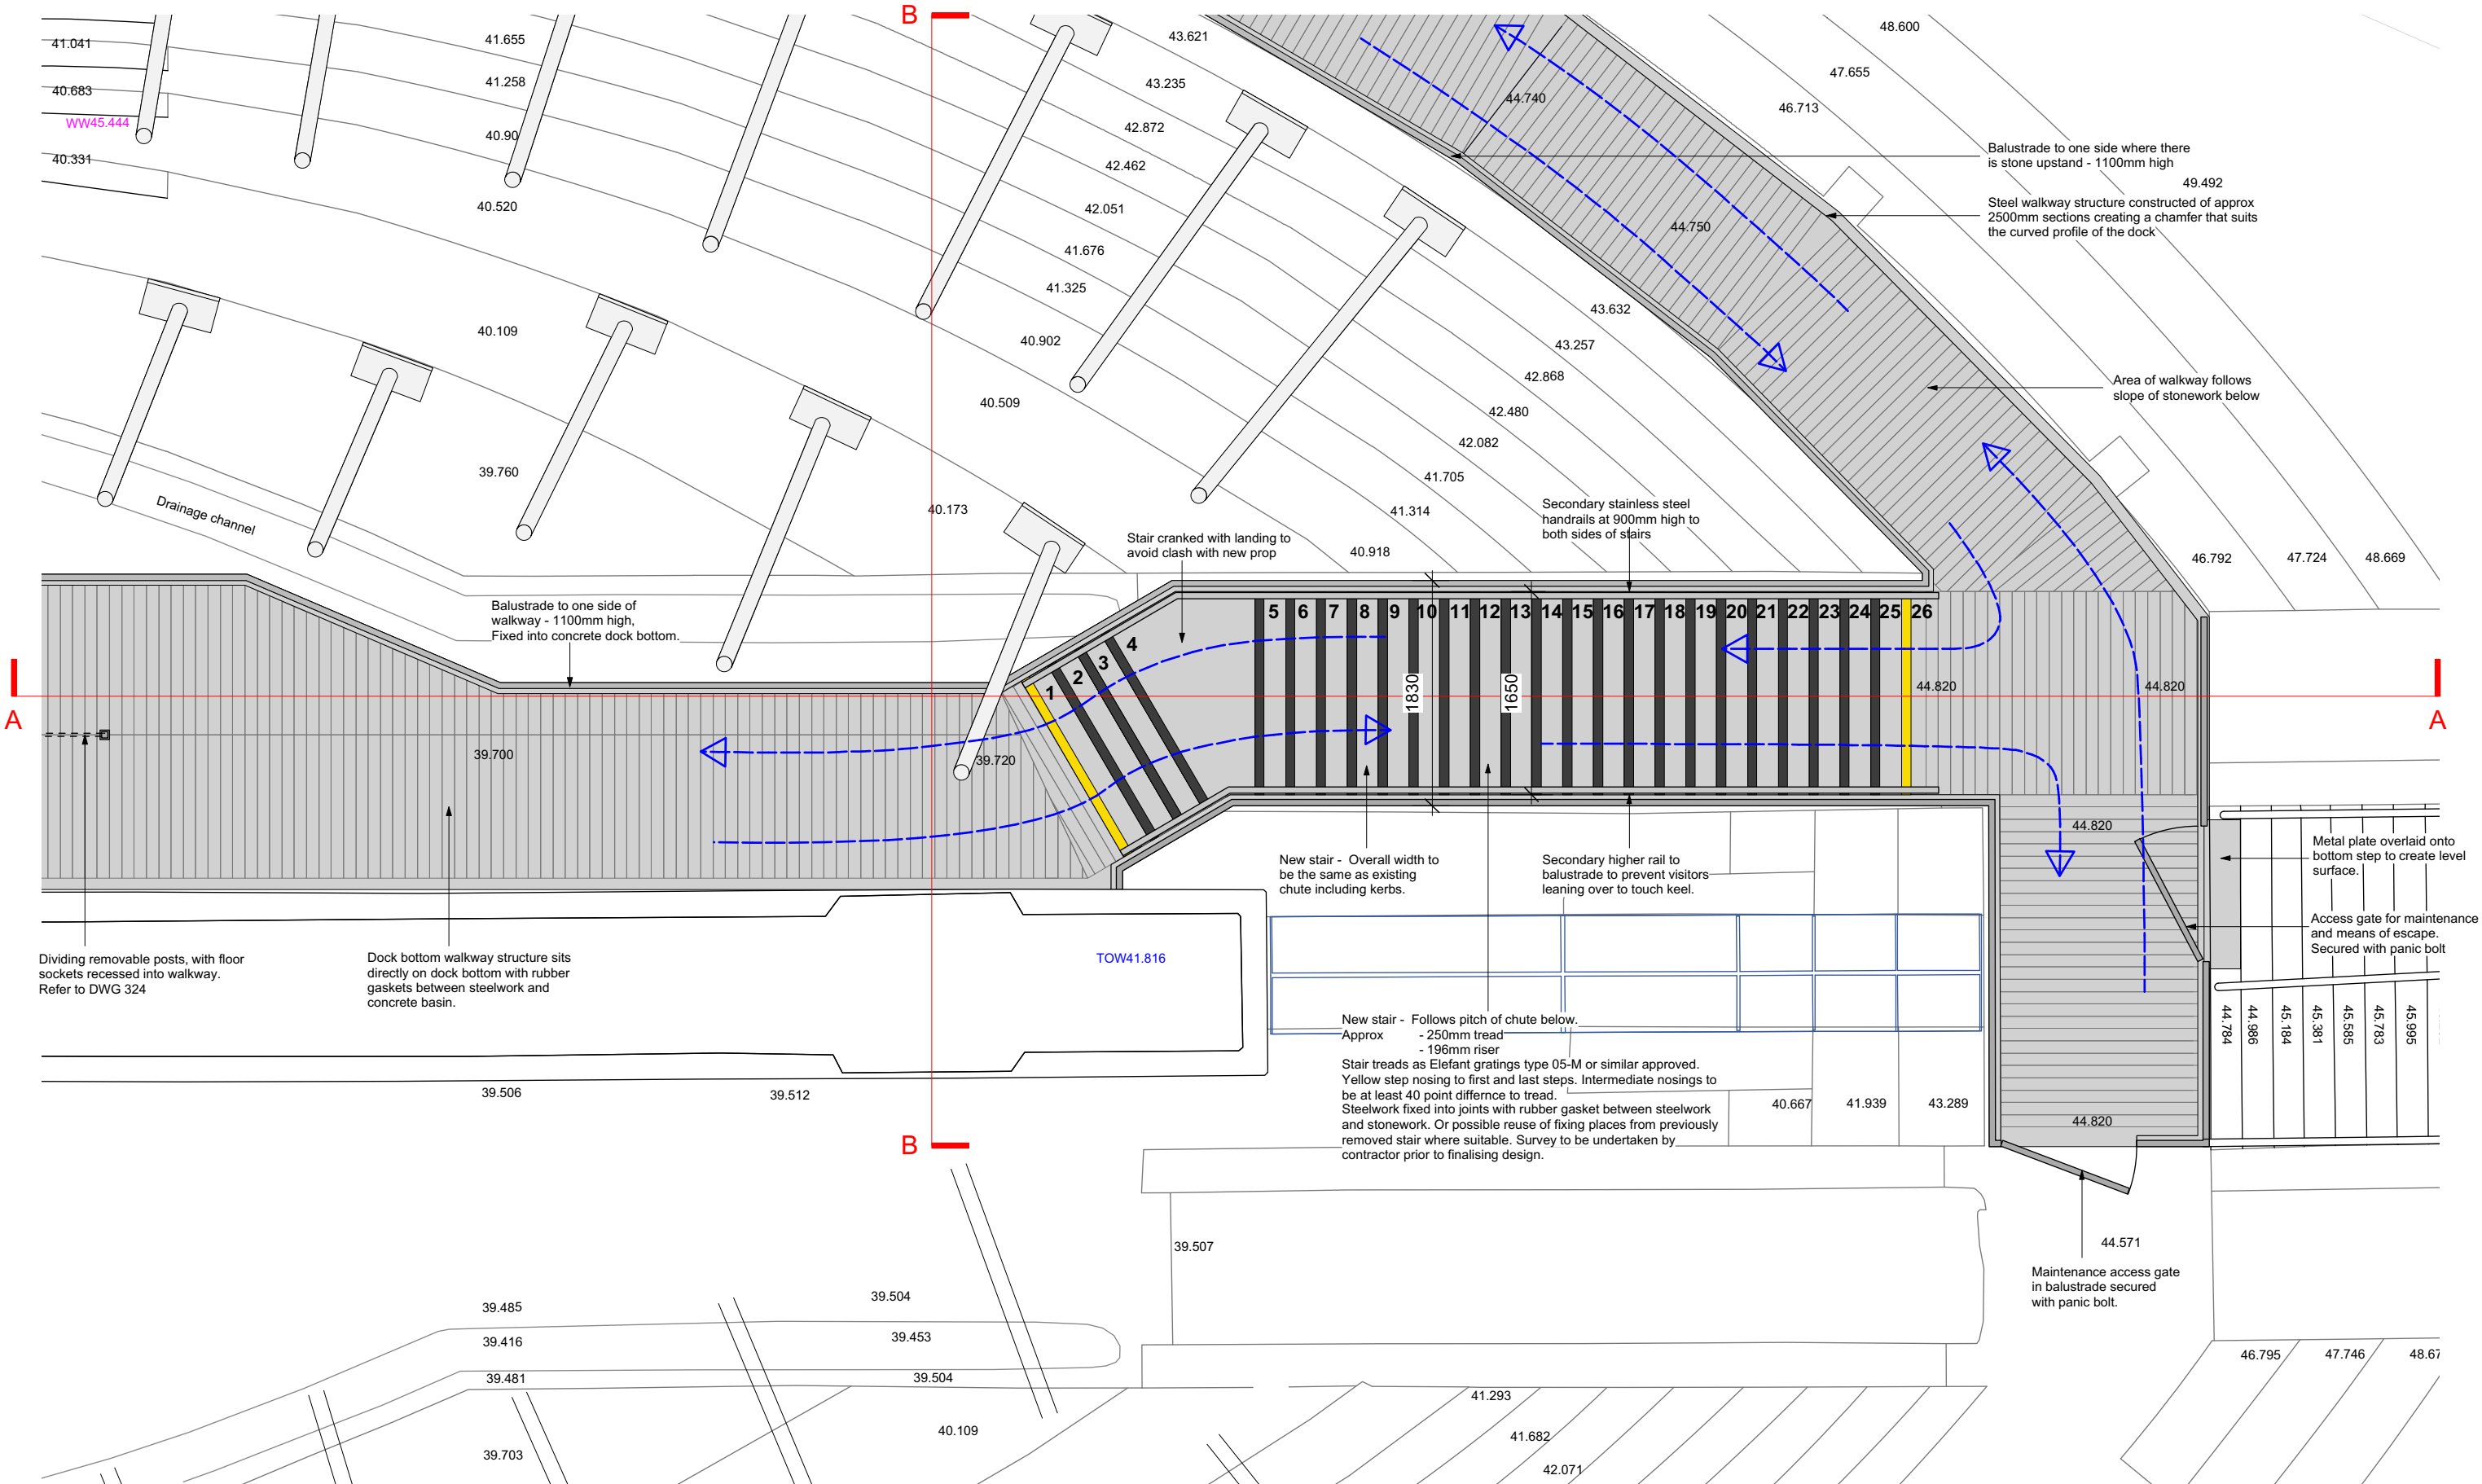 B
41.041
41.655
43.621
48.600
40.683
41.258
43.235
47.655
44.740
46.713
WW45.444
40.90
42.872
40.331
42.462
Balustrade to one side where there
is stone upstand - 1100mm high
49.492
40.520
42.051
Steel walkway structure constructed of approx
2500mm sections creating a chamfer that suits
the curved profile of the dock
44.750
41.676
41.325
40.109
43.632
40.902
43.257
42.868
Area of walkway follows
slope of stonework below
40.509
42.480
42.082
39.760
41.705
Drainage channel
40.173
41.314
Secondary stainless steel
handrails at 900mm high to
both sides of stairs
Stair cranked with landing to
avoid clash with new prop
40.918
46.792
47.724
48.669
Balustrade to one side of
walkway - 1100mm high,
Fixed into concrete dock bottom.
1
2
3
4
5
6
7
8
9
10
11
12
13
14
15
16
17
18
19
20
21
22
23
24
25
26
1830
1650
44.820
44.820
A
A
39.700
39.720
44.820
Metal plate overlaid onto
bottom step to create level
surface.
New stair - Overall width to
be the same as existing
chute including kerbs.
Secondary higher rail to
balustrade to prevent visitors
leaning over to touch keel.
Access gate for maintenance
and means of escape.
Secured with panic bolt
Dividing removable posts, with floor
sockets recessed into walkway.
Refer to DWG 324
Dock bottom walkway structure sits
directly on dock bottom with rubber
gaskets between steelwork and
concrete basin.
TOW41.816
New stair - Follows pitch of chute below.
Approx - 250mm tread
- 196mm riser
Stair treads as Elefant gratings type 05-M or similar approved.
Yellow step nosing to first and last steps. Intermediate nosings to
be at least 40 point differnce to tread.
Steelwork fixed into joints with rubber gasket between steelwork
and stonework. Or possible reuse of fixing places from previously
removed stair where suitable. Survey to be undertaken by
contractor prior to finalising design.
44.784
44.986
45.184
45.381
45.585
45.783
45.995
39.506
39.512
40.667
41.939
43.289
44.820
B
39.507
44.571
Maintenance access gate
in balustrade secured
with panic bolt.
39.485
39.504
39.416
39.453
39.481
39.504
46.795
47.746
48.67
41.293
40.109
41.682
39.703
42.071